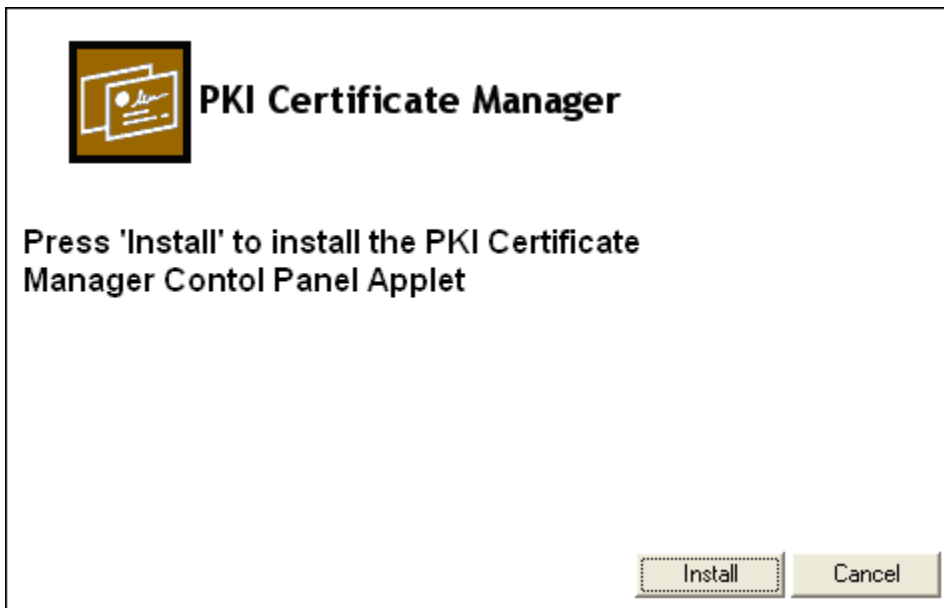 PKI Certificate Manager
Press 'Install' to install the PKI Certificate
Manager Contol Panel Applet
Install Cancel